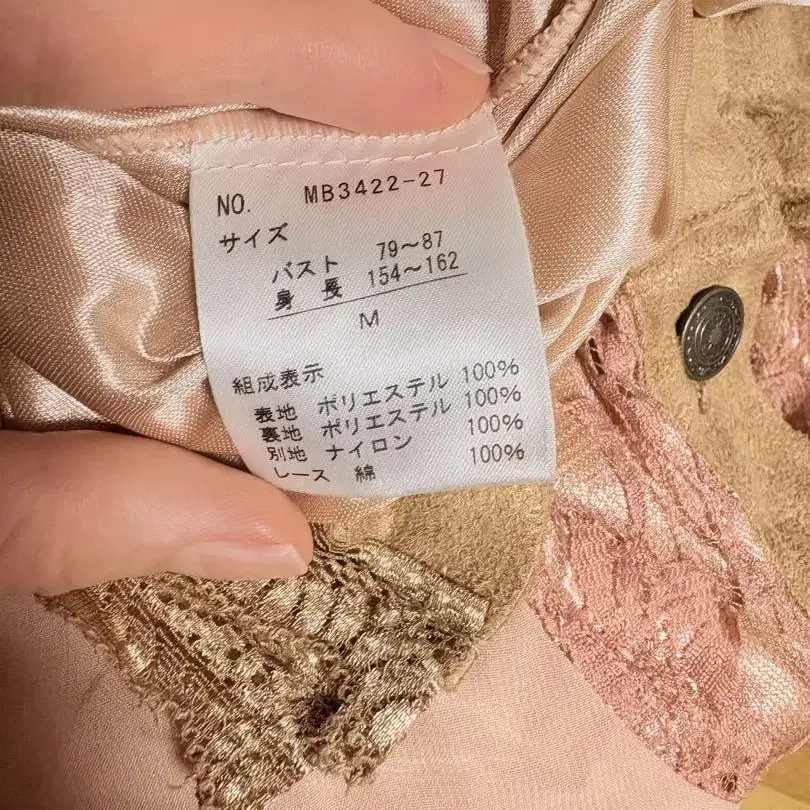 NO. MB3422-27
サイズ
バスト 79～87
身長 154～162
M
組成表示
表地 ポリエステル 100%
裏地 ポリエステル 100%
別地 ナイロン 100%
レース 綿 100%